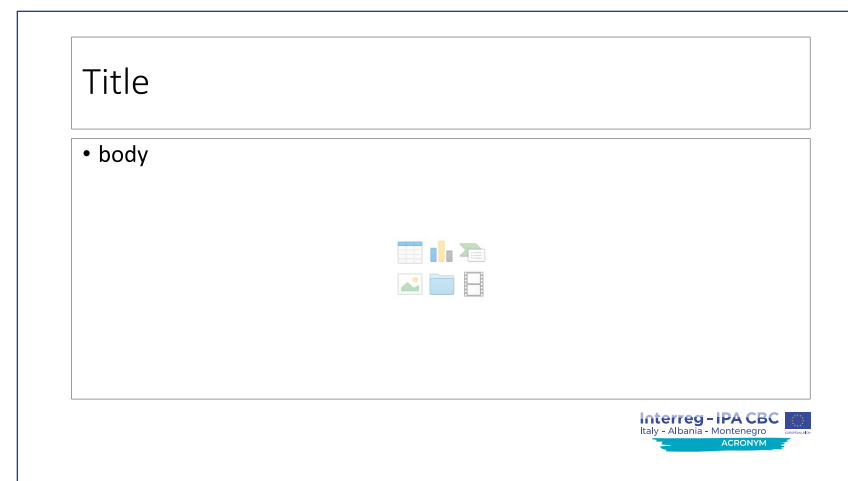 Title
• body
Interreg - IPA CBC
Italy - Albania - Montenegro
ACRONYM